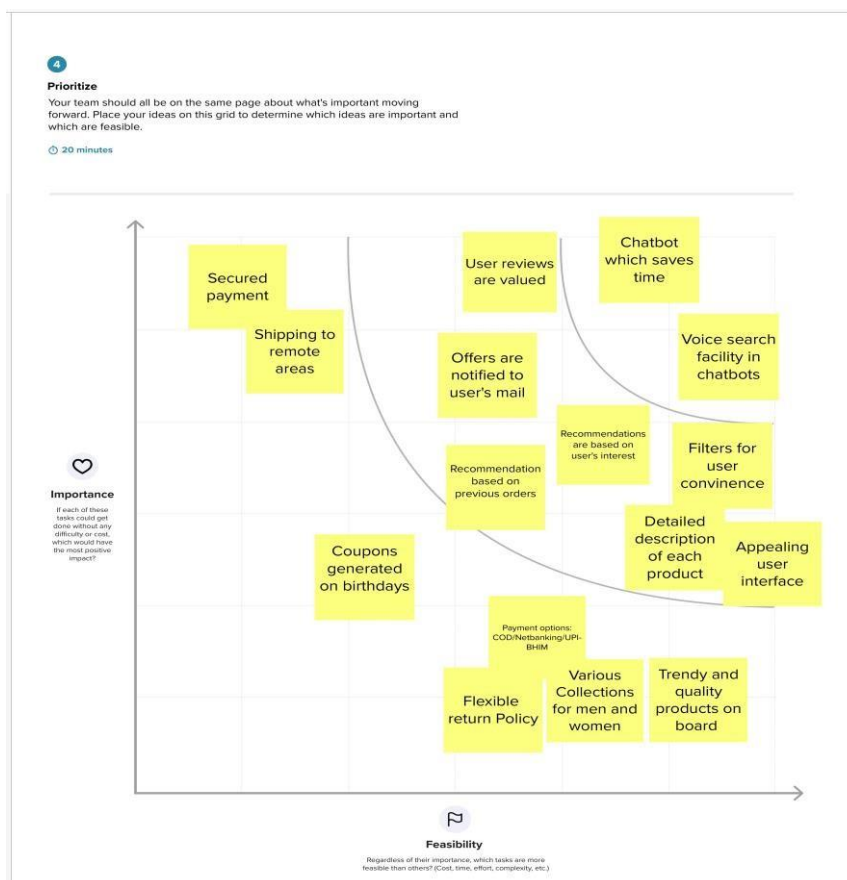 4
Prioritize
Your team should all be on the same page about what's important moving
forward. Place your ideas on this grid to determine which ideas are important and
which are feasible.
20 minutes
Secured
payment
Shipping to
remote
areas
User reviews
are valued
Chatbot
which saves
time
Offers are
notified to
user's mail
Voice search
facility in
chatbots
Recommendations
are based on
user's interest
Recommendation
based on
previous orders
Filters for
user
convinence
Detailed
description
of each
product
Appealing
user
interface
Importance
If each of these
tasks could get
done without any
difficulty or cost,
which would have
the most positive
impact?
Coupons
generated
on birthdays
Payment options:
COD/Netbanking/UPI-
BHIM
Flexible
return Policy
Various
Collections
for men and
women
Trendy and
quality
products on
board
Feasibility
Regardless of their importance, which tasks are more
feasible than others? (Cost, time, effort, complexity, etc.)